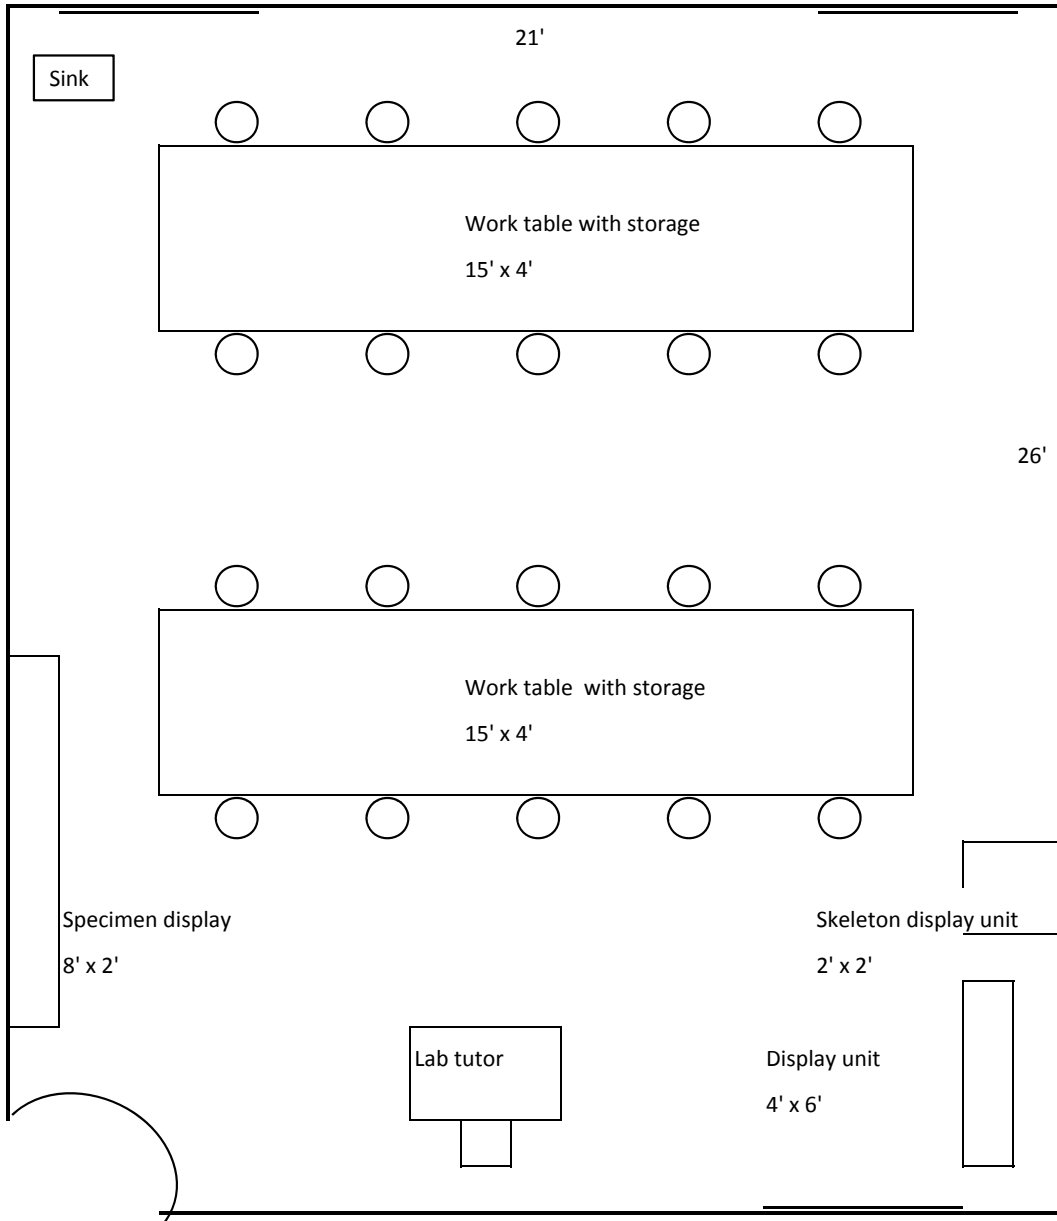 21'
Sink
Work table with storage
15' x 4'
26'
Work table  with storage
15' x 4'
Specimen display
8' x 2'
Skeleton display unit
2' x 2'
Lab tutor
Display unit
4' x 6'